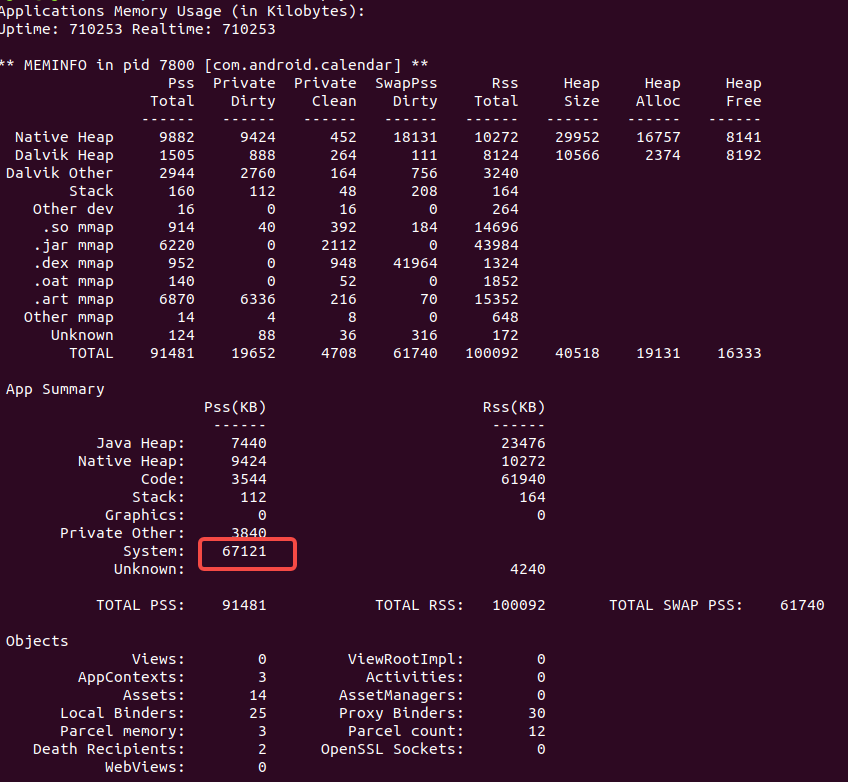 Applications Memory Usage (in Kilobytes):
Uptime: 710253 Realtime: 710253
** MEMINFO in pid 7800 [com.android.calendar] **
Pss Private Private SwapPss Rss Heap Heap Heap
Total Dirty Clean Dirty Total Size Alloc Free
------ ------ ------ ------ ------ ------ ------ ------
Native Heap 9882 9424 452 18131 10272 29952 16757 8141
Dalvik Heap 1505 888 264 111 8124 10566 2374 8192
Dalvik Other 2944 2760 164 756 3240
Stack 160 112 48 208 164
Other dev 16 0 16 0 264
.so mmap 914 40 392 184 14696
.jar mmap 6220 0 2112 0 43984
.dex mmap 952 0 948 41964 1324
.oat mmap 140 0 52 0 1852
.art mmap 6870 6336 216 70 15352
Other mmap 14 4 8 0 648
Unknown 124 88 36 316 172
TOTAL 91481 19652 4708 61740 100092 40518 19131 16333
App Summary
Pss(KB) Rss(KB)
------ ------
Java Heap: 7440 23476
Native Heap: 9424 10272
Code: 3544 61940
Stack: 112 164
Graphics: 0 0
Private Other: 3840
System: 67121
Unknown: 4240
TOTAL PSS: 91481 TOTAL RSS: 100092 TOTAL SWAP PSS: 61740
Objects
Views: 0 ViewRootImpl: 0
AppContexts: 3 Activities: 0
Assets: 14 AssetManagers: 0
Local Binders: 25 Proxy Binders: 30
Parcel memory: 3 Parcel count: 12
Death Recipients: 2 OpenSSL Sockets: 0
WebViews: 0